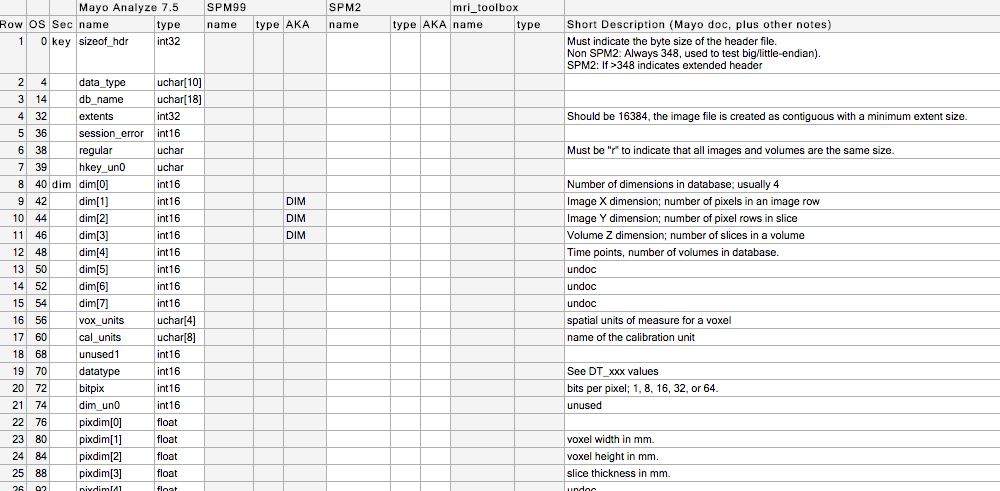 Mayo Analyze 7.5 SPM99 SPM2 mri_toolbox
Row OS Sec name type name type AKA name type AKA name type Short Description (Mayo doc, plus other notes)
1 0 key sizeof_hdr int32 Must indicate the byte size of the header file.
Non SPM2: Always 348, used to test big/little-endian).
SPM2: If >348 indicates extended header
2 4 data_type uchar[10]
3 14 db_name uchar[18]
4 32 extents int32 Should be 16384, the image file is created as contiguous with a minimum extent size.
5 36 session_error int16
6 38 regular uchar Must be "r" to indicate that all images and volumes are the same size.
7 39 hkey_un0 uchar
8 40 dim dim[0] int16 Number of dimensions in database; usually 4
9 42 dim[1] int16 DIM Image X dimension; number of pixels in an image row
10 44 dim[2] int16 DIM Image Y dimension; number of pixel rows in slice
11 46 dim[3] int16 DIM Volume Z dimension; number of slices in a volume
12 48 dim[4] int16 Time points, number of volumes in database.
13 50 dim[5] int16 undoc
14 52 dim[6] int16 undoc
15 54 dim[7] int16 undoc
16 56 vox_units uchar[4] spatial units of measure for a voxel
17 60 cal_units uchar[8] name of the calibration unit
18 68 unused1 int16
19 70 datatype int16 See DT_xxx values
20 72 bitpix int16 bits per pixel; 1, 8, 16, 32, or 64.
21 74 dim_un0 int16 unused
22 76 pixdim[0] float
23 80 pixdim[1] float voxel width in mm.
24 84 pixdim[2] float voxel height in mm.
25 88 pixdim[3] float slice thickness in mm.
26 92 pixdim[4] float undoc